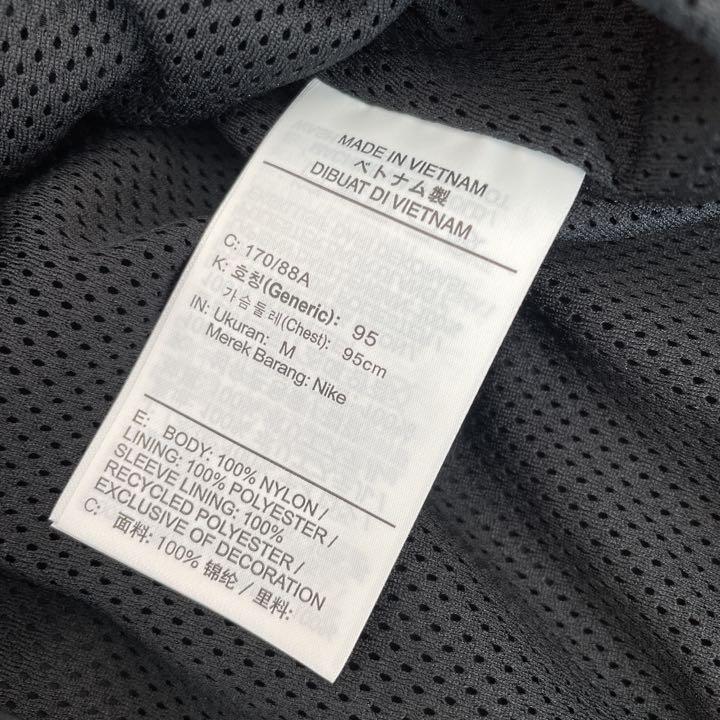 MADE IN VIETNAM
ベトナム製
DIBUAT DI VIETNAM
C: 170/88A
K: 호칭(Generic): 95
가슴둘레(Chest): 95cm
IN: Ukuran: M
Merek Barang: Nike
E: BODY: 100% NYLON /
LINING: 100% POLYESTER /
SLEEVE LINING: 100%
RECYCLED POLYESTER /
EXCLUSIVE OF DECORATION
C: 面料: 100% 锦纶 / 里料: